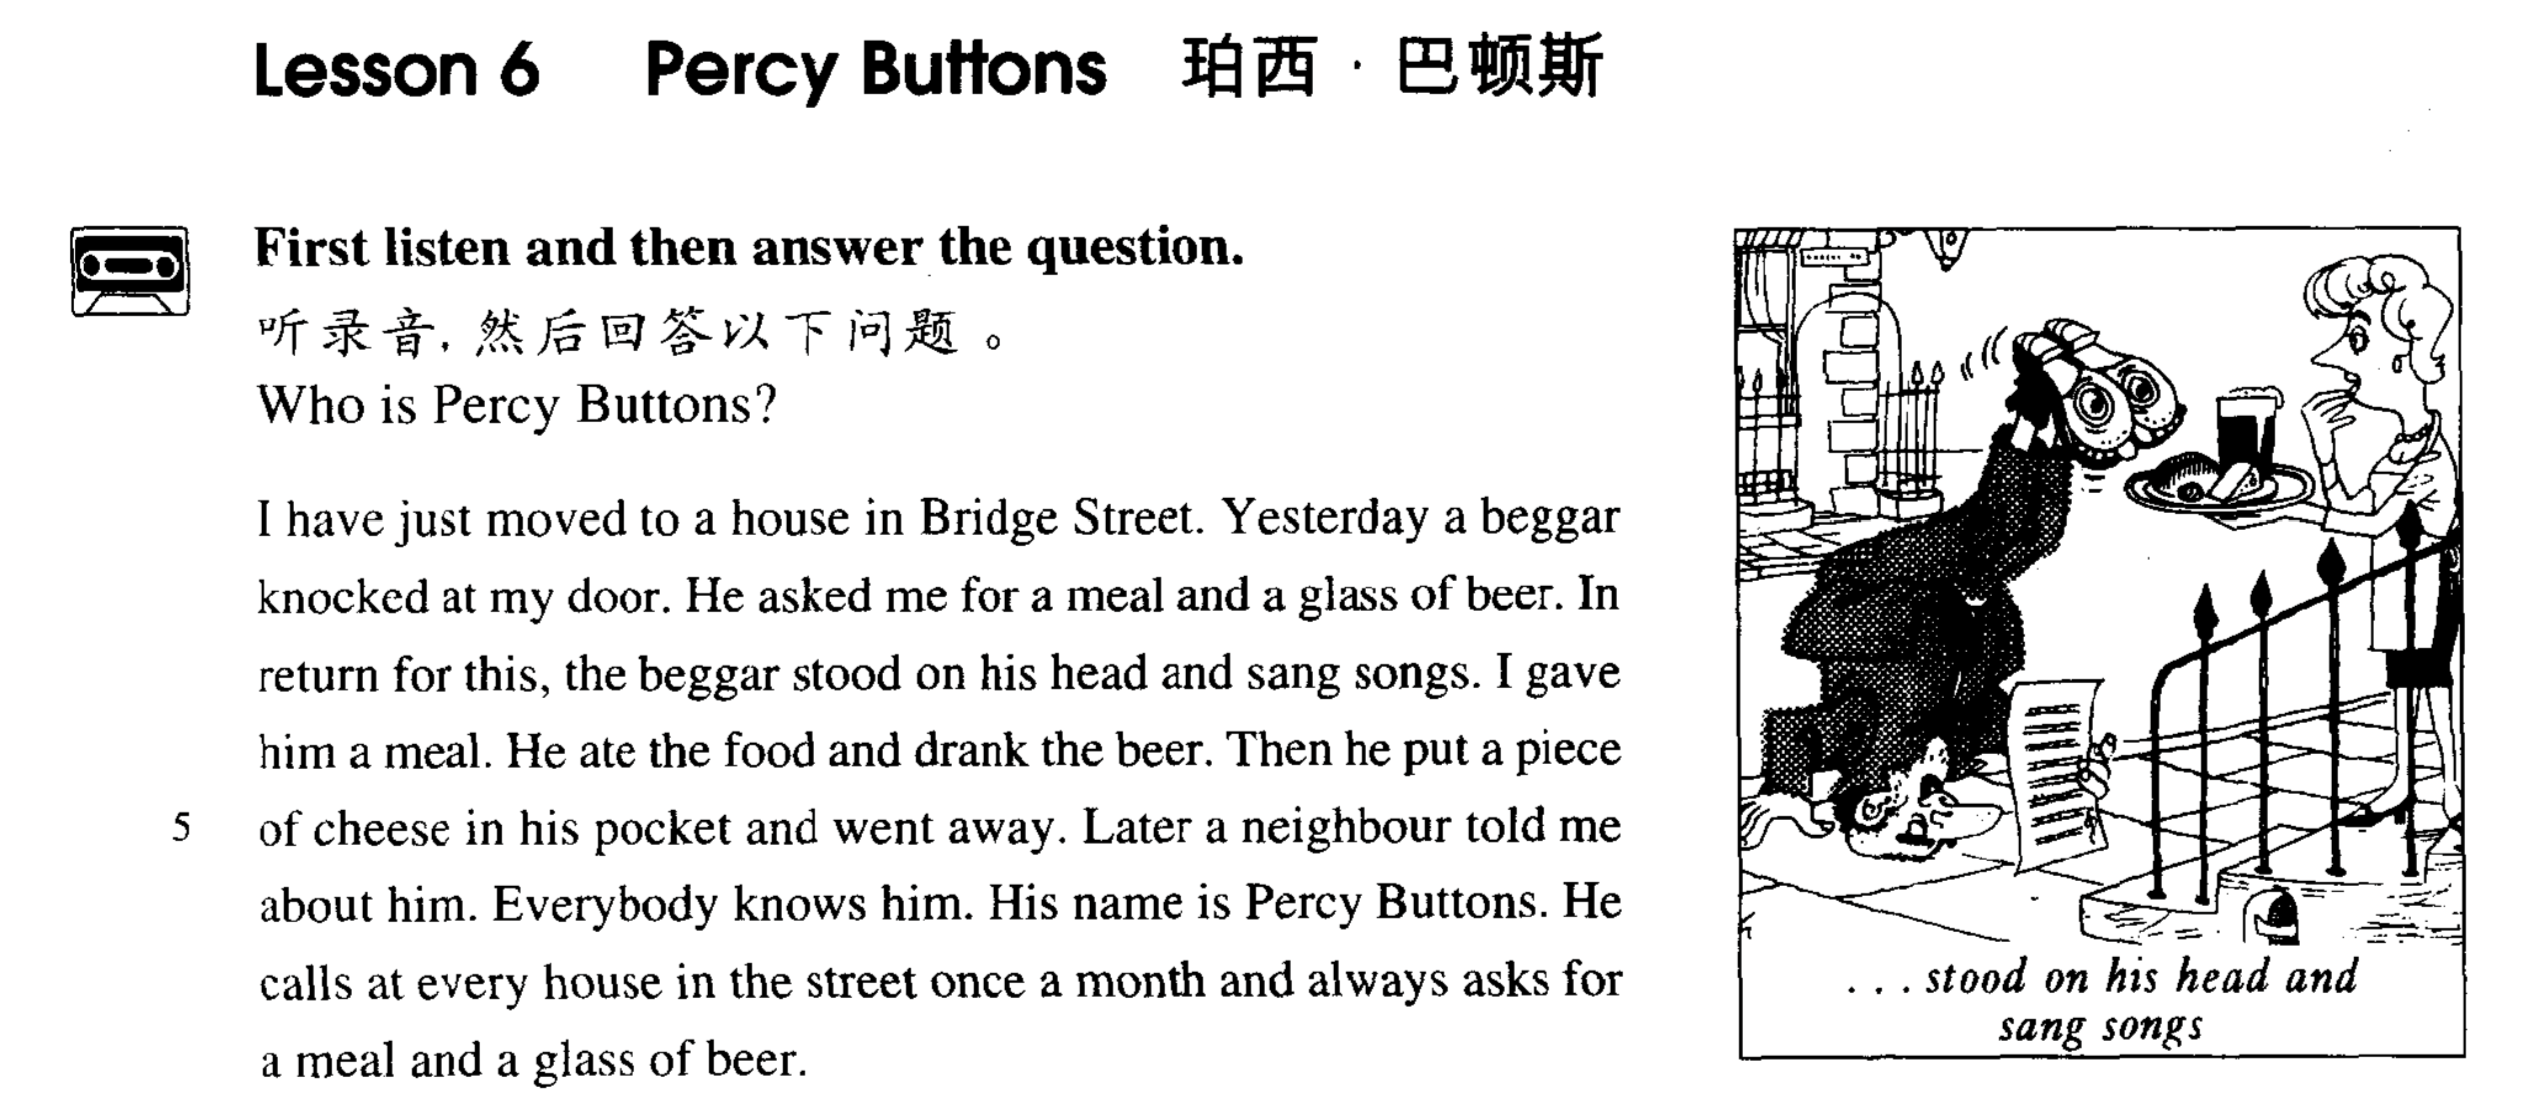 Lesson 6 Percy Buttons 珀西·巴顿斯
First listen and then answer the question.
听录音，然后回答以下问题。
Who is Percy Buttons?
I have just moved to a house in Bridge Street. Yesterday a beggar
knocked at my door. He asked me for a meal and a glass of beer. In
return for this, the beggar stood on his head and sang songs. I gave
him a meal. He ate the food and drank the beer. Then he put a piece
5 of cheese in his pocket and went away. Later a neighbour told me
about him. Everybody knows him. His name is Percy Buttons. He
calls at every house in the street once a month and always asks for
a meal and a glass of beer.
...stood on his head and
sang songs